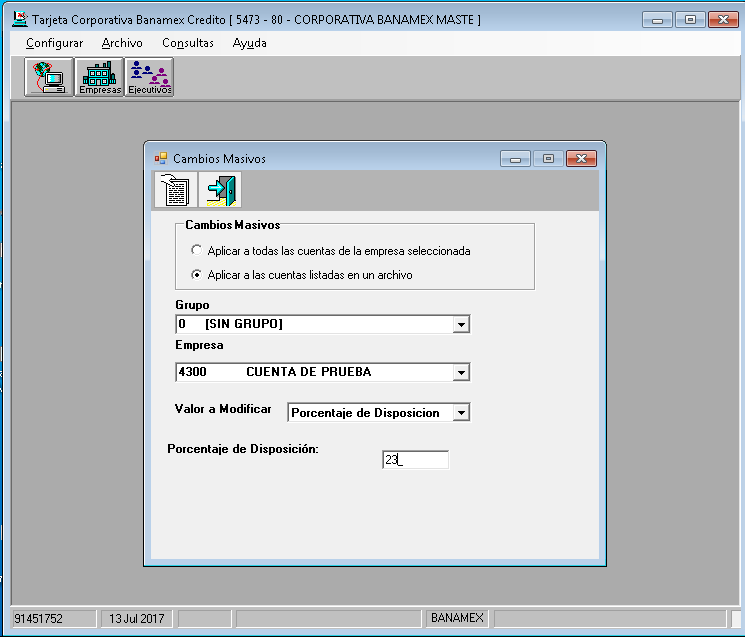 Tarjeta Corporativa Banamex Credito [ 5473 - 80 - CORPORATIVA BANAMEX MASTE ]
Configurar Archivo Consultas Ayuda
Empresas Ejecutivos
Cambios Masivos
Cambios Masivos
Aplicar a todas las cuentas de la empresa seleccionada
Aplicar a las cuentas listadas en un archivo
Grupo
0 [SIN GRUPO]
Empresa
4300 CUENTA DE PRUEBA
Valor a Modificar Porcentaje de Disposicion
Porcentaje de Disposición:
23_
91451752 13 Jul 2017 BANAMEX